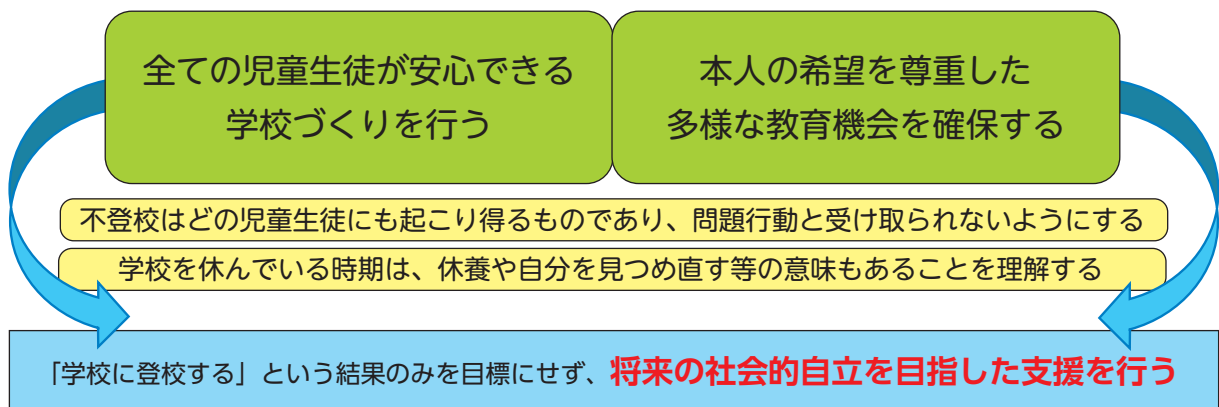 全ての児童生徒が安心できる
学校づくりを行う
本人の希望を尊重した
多様な教育機会を確保する
不登校はどの児童生徒にも起こり得るものであり、問題行動と受け取られないようにする
学校を休んでいる時期は、休養や自分を見つめ直す等の意味もあることを理解する
「学校に登校する」という結果のみを目標にせず、将来の社会的自立を目指した支援を行う